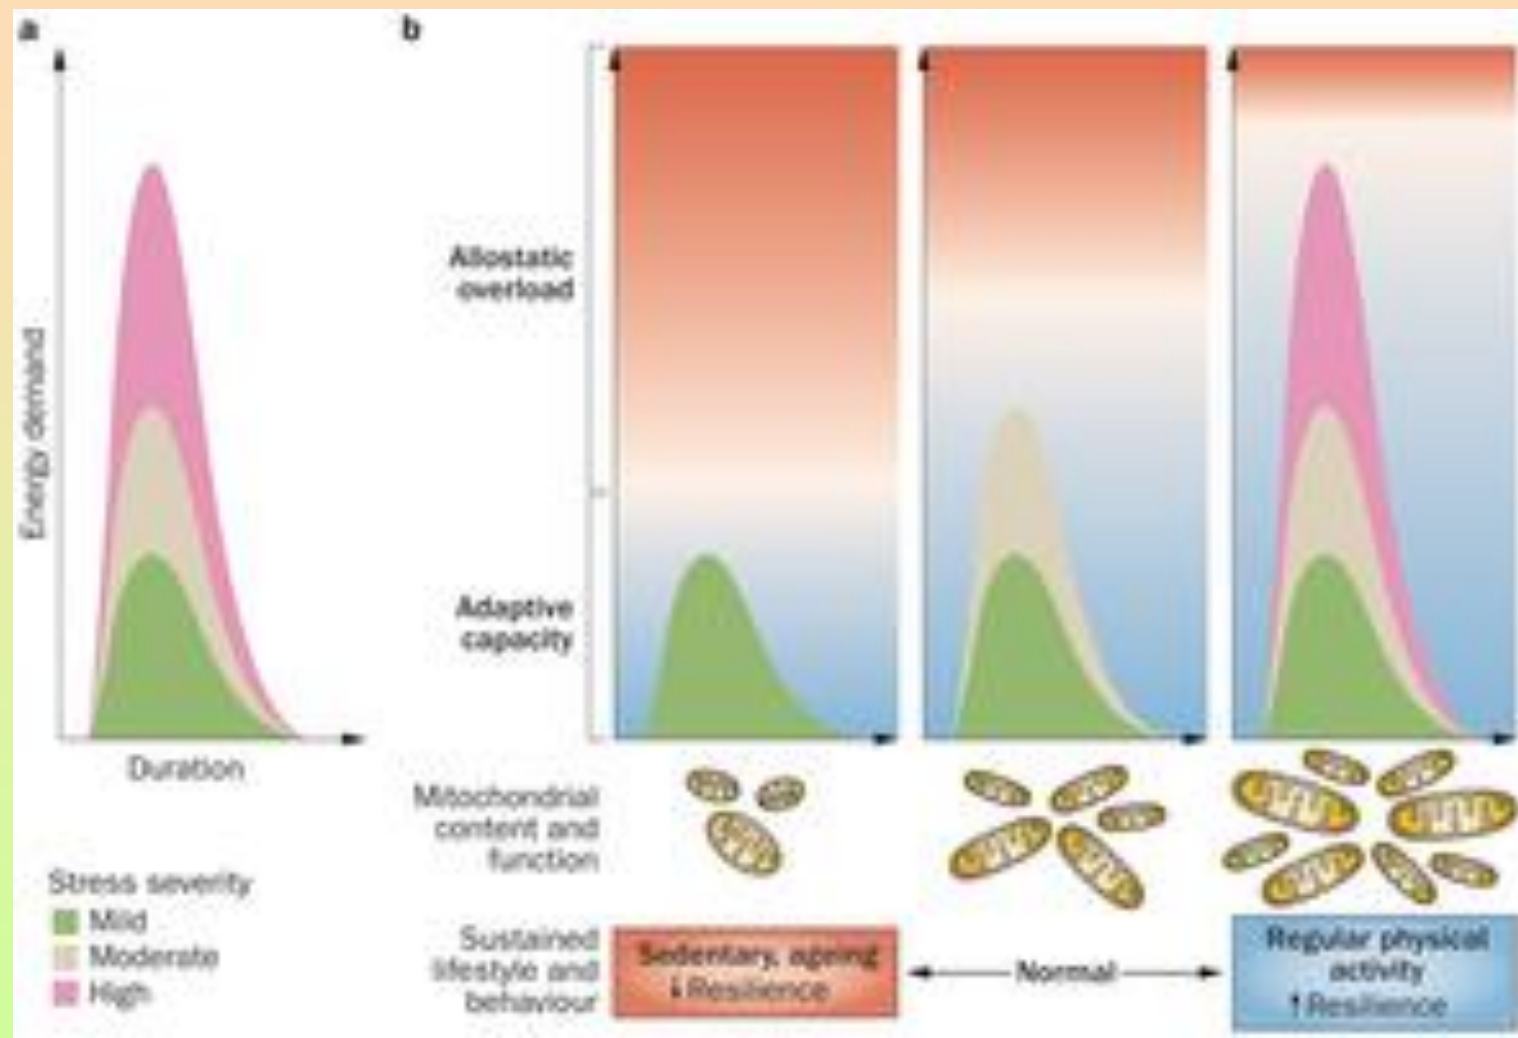 a
Energy demand
Duration
Stress severity
Mild
Moderate
High
b
Allostatic
overload
Adaptive
capacity
Mitochondrial
content and
function
Sustained
lifestyle and
behaviour
Sedentary, ageing
↓Resilience
Normal
Regular physical
activity
↑Resilience